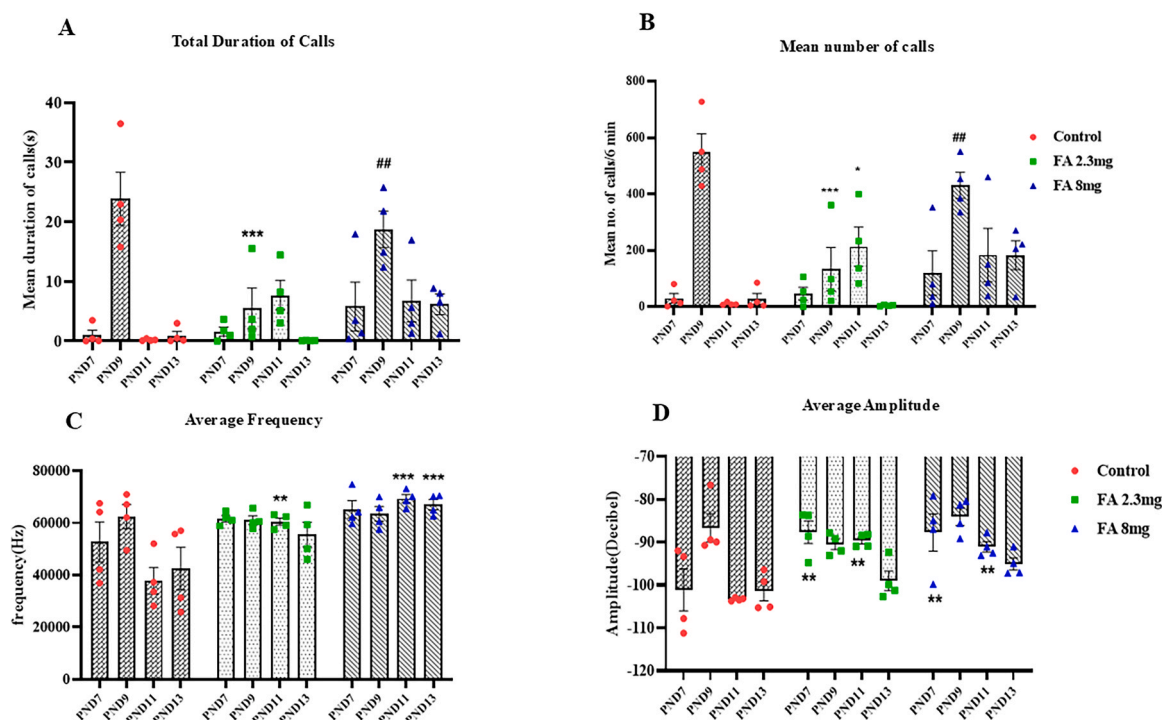 A
Total Duration of Calls
Mean duration of calls(s)
40
30
20
10
0
***
##
PND7
PND9
PND11
PND13
PND7
PND9
PND11
PND13
PND7
PND9
PND11
PND13
B
Mean number of calls
Mean no. of calls/6 min
800
600
400
200
0
***
*
##
PND7
PND9
PND11
PND13
PND7
PND9
PND11
PND13
PND7
PND9
PND11
PND13
Control
FA 2.3mg
FA 8mg
C
Average Frequency
frequency(Hz)
80000
60000
40000
20000
0
**
***
***
PND7
PND9
PND11
PND13
PND7
PND9
PND11
PND13
PND7
PND9
PND11
PND13
D
Average Amplitude
Amplitude(Decibel)
-70
-80
-90
-100
-110
-120
**
**
**
**
PND7
PND9
PND11
PND13
PND7
PND9
PND11
PND13
PND7
PND9
PND11
PND13
Control
FA 2.3mg
FA 8mg